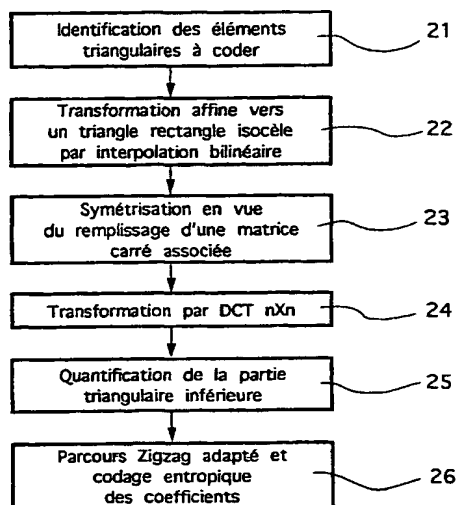 Identification des éléments
triangulaires à coder
21
Transformation affine vers
un triangle rectangle isocèle
par interpolation bilinéaire
22
Symétrisation en vue
du remplissage d'une matrice
carré associée
23
Transformation par DCT nXn
24
Quantification de la partie
triangulaire inférieure
25
Parcours Zigzag adapté et
codage entropique
des coefficients
26